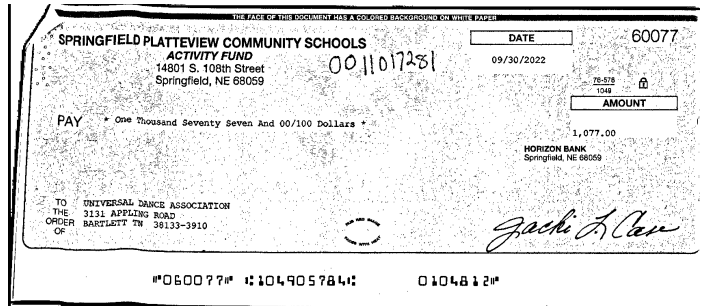 THE FACE OF THIS DOCUMENT HAS A COLORED BACKGROUND ON WHITE PAPER
SPRINGFIELD PLATTEVIEW COMMUNITY SCHOOLS
ACTIVITY FUND
14801 S. 108th Street
Springfield, NE 68059
0011017281
DATE
60077
09/30/2022
76-578
1049
AMOUNT
PAY * One Thousand Seventy Seven And 00/100 Dollars *
1,077.00
HORIZON BANK
Springfield, NE 68059
TO THE ORDER OF
UNIVERSAL DANCE ASSOCIATION
3131 APPLING ROAD
BARTLETT TN 38133-3910
Jacki L. Case
⑈060077⑈ ⑆104905784⑆ 0104812⑈